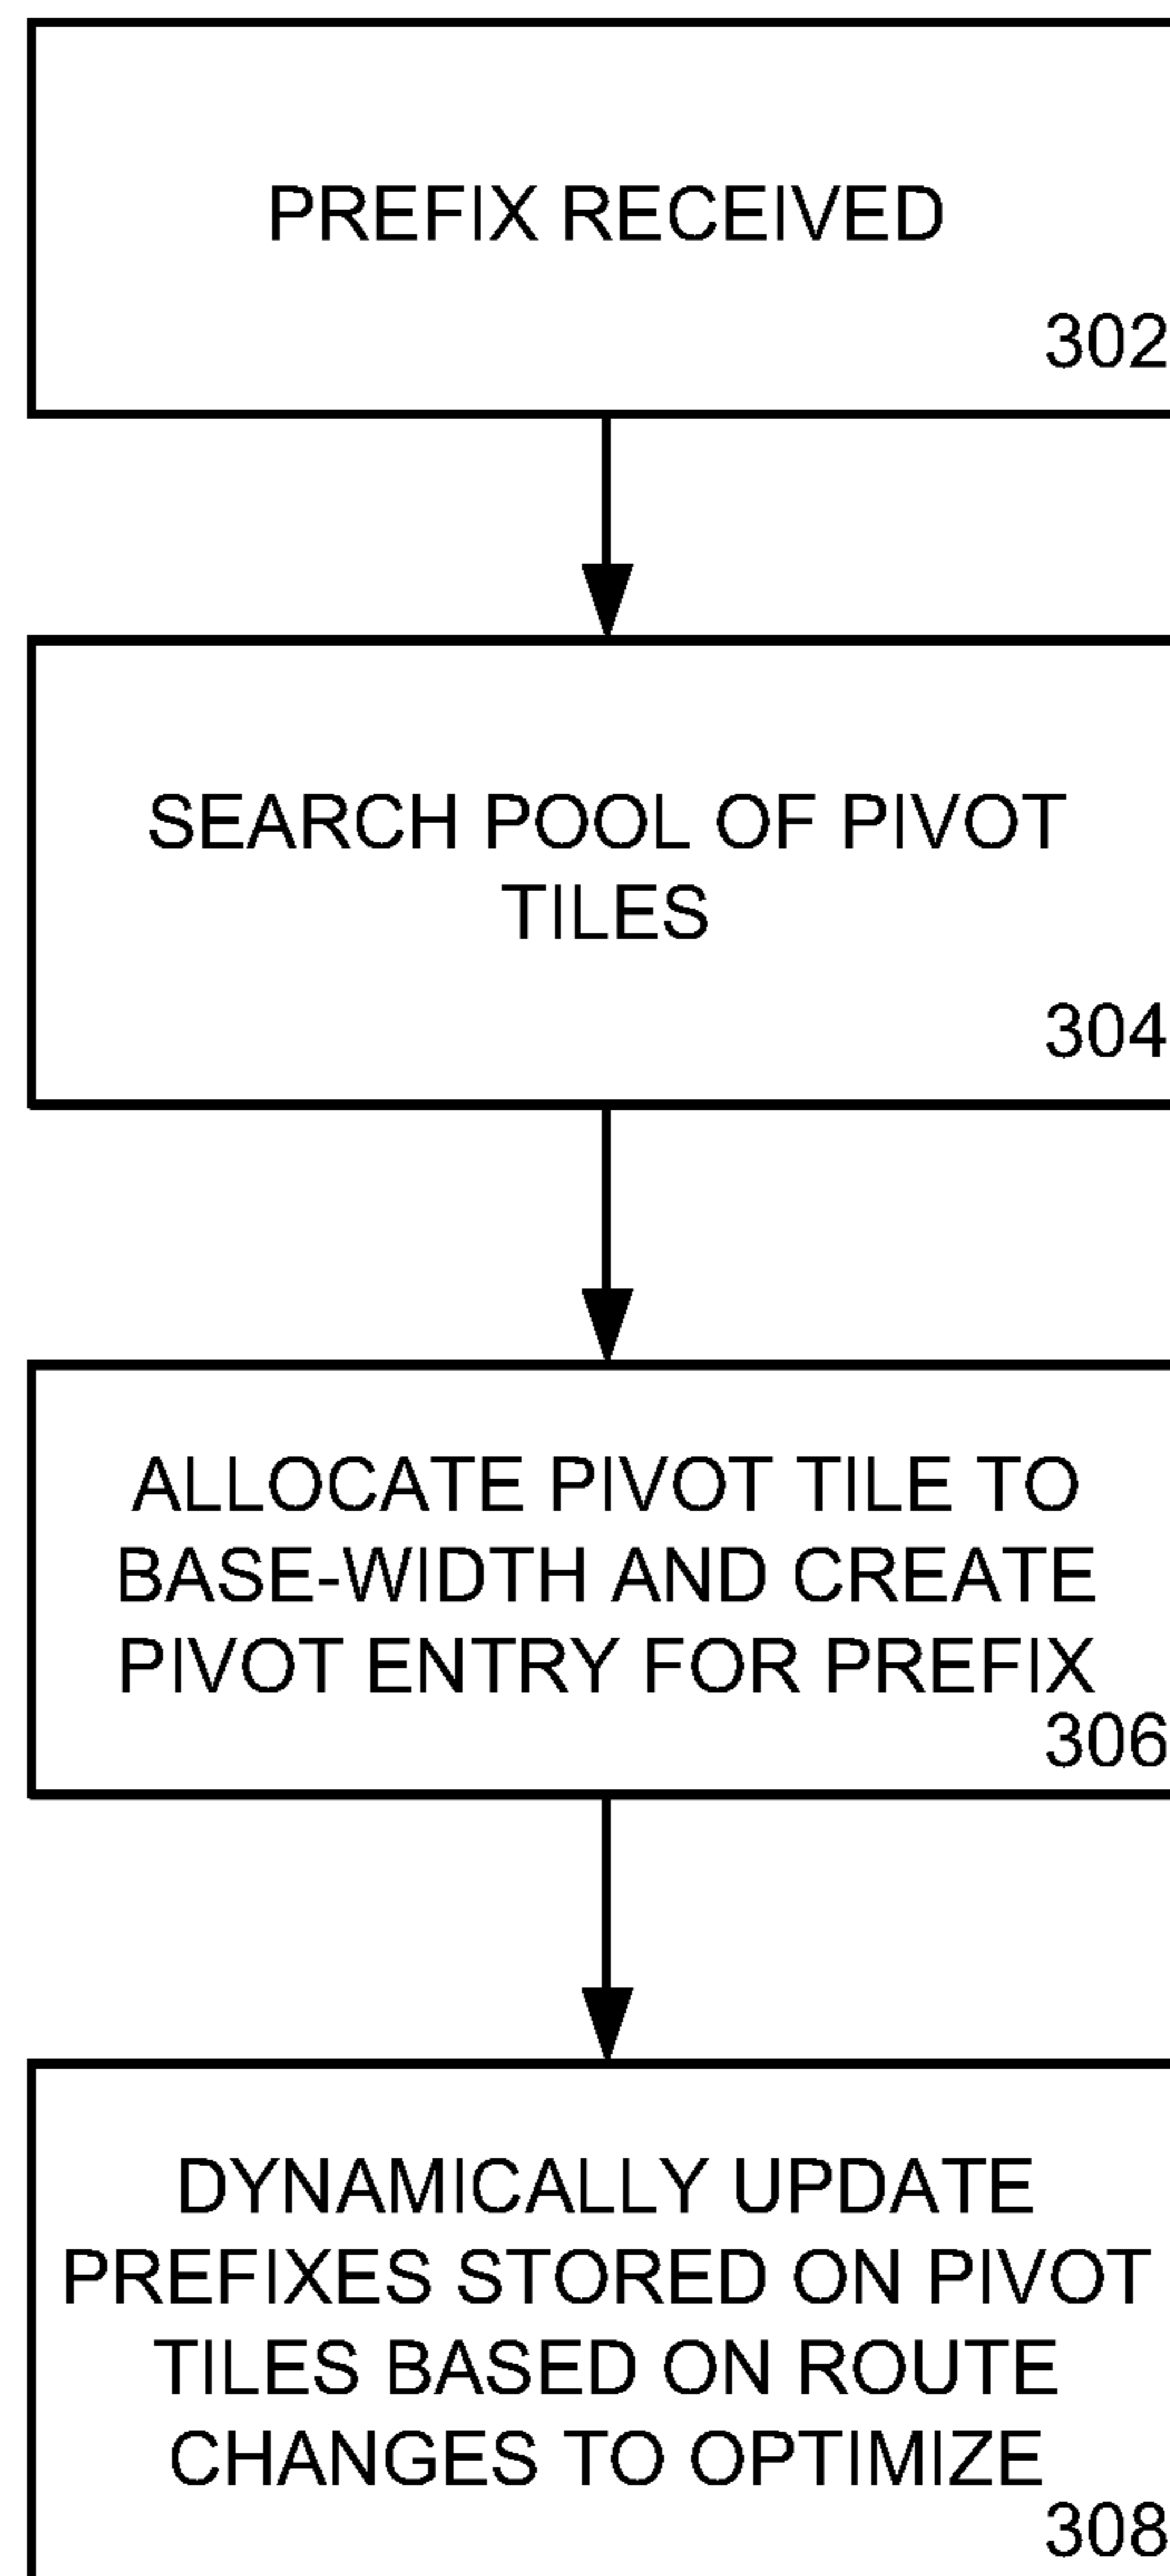 PREFIX RECEIVED
302
SEARCH POOL OF PIVOT
TILES
304
ALLOCATE PIVOT TILE TO
BASE-WIDTH AND CREATE
PIVOT ENTRY FOR PREFIX
306
DYNAMICALLY UPDATE
PREFIXES STORED ON PIVOT
TILES BASED ON ROUTE
CHANGES TO OPTIMIZE
308